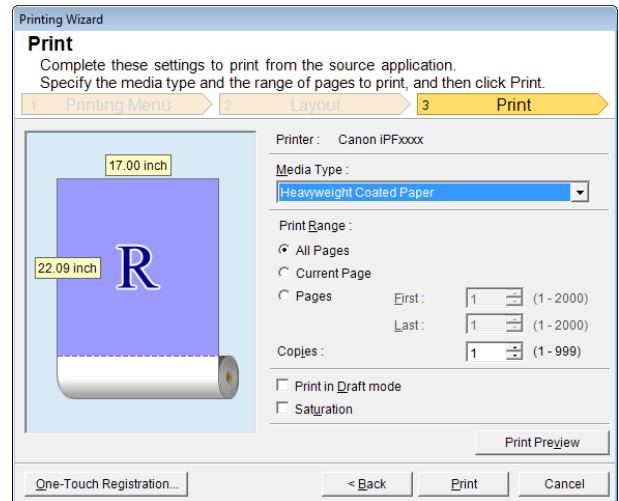 Printing Wizard
Print
Complete these settings to print from the source application.
Specify the media type and the range of pages to print, and then click Print.
1 Printing Menu 2 Layout 3 Print
Printer : Canon iPFxxxx
17.00 inch
Media Type :
Heavyweight Coated Paper
Print Range :
All Pages
22.09 inch
R
Current Page
Pages First : 1 (1 - 2000)
Last : 1 (1 - 2000)
Copies : 1 (1 - 999)
Print in Draft mode
Saturation
Print Preview
One-Touch Registration... < Back Print Cancel